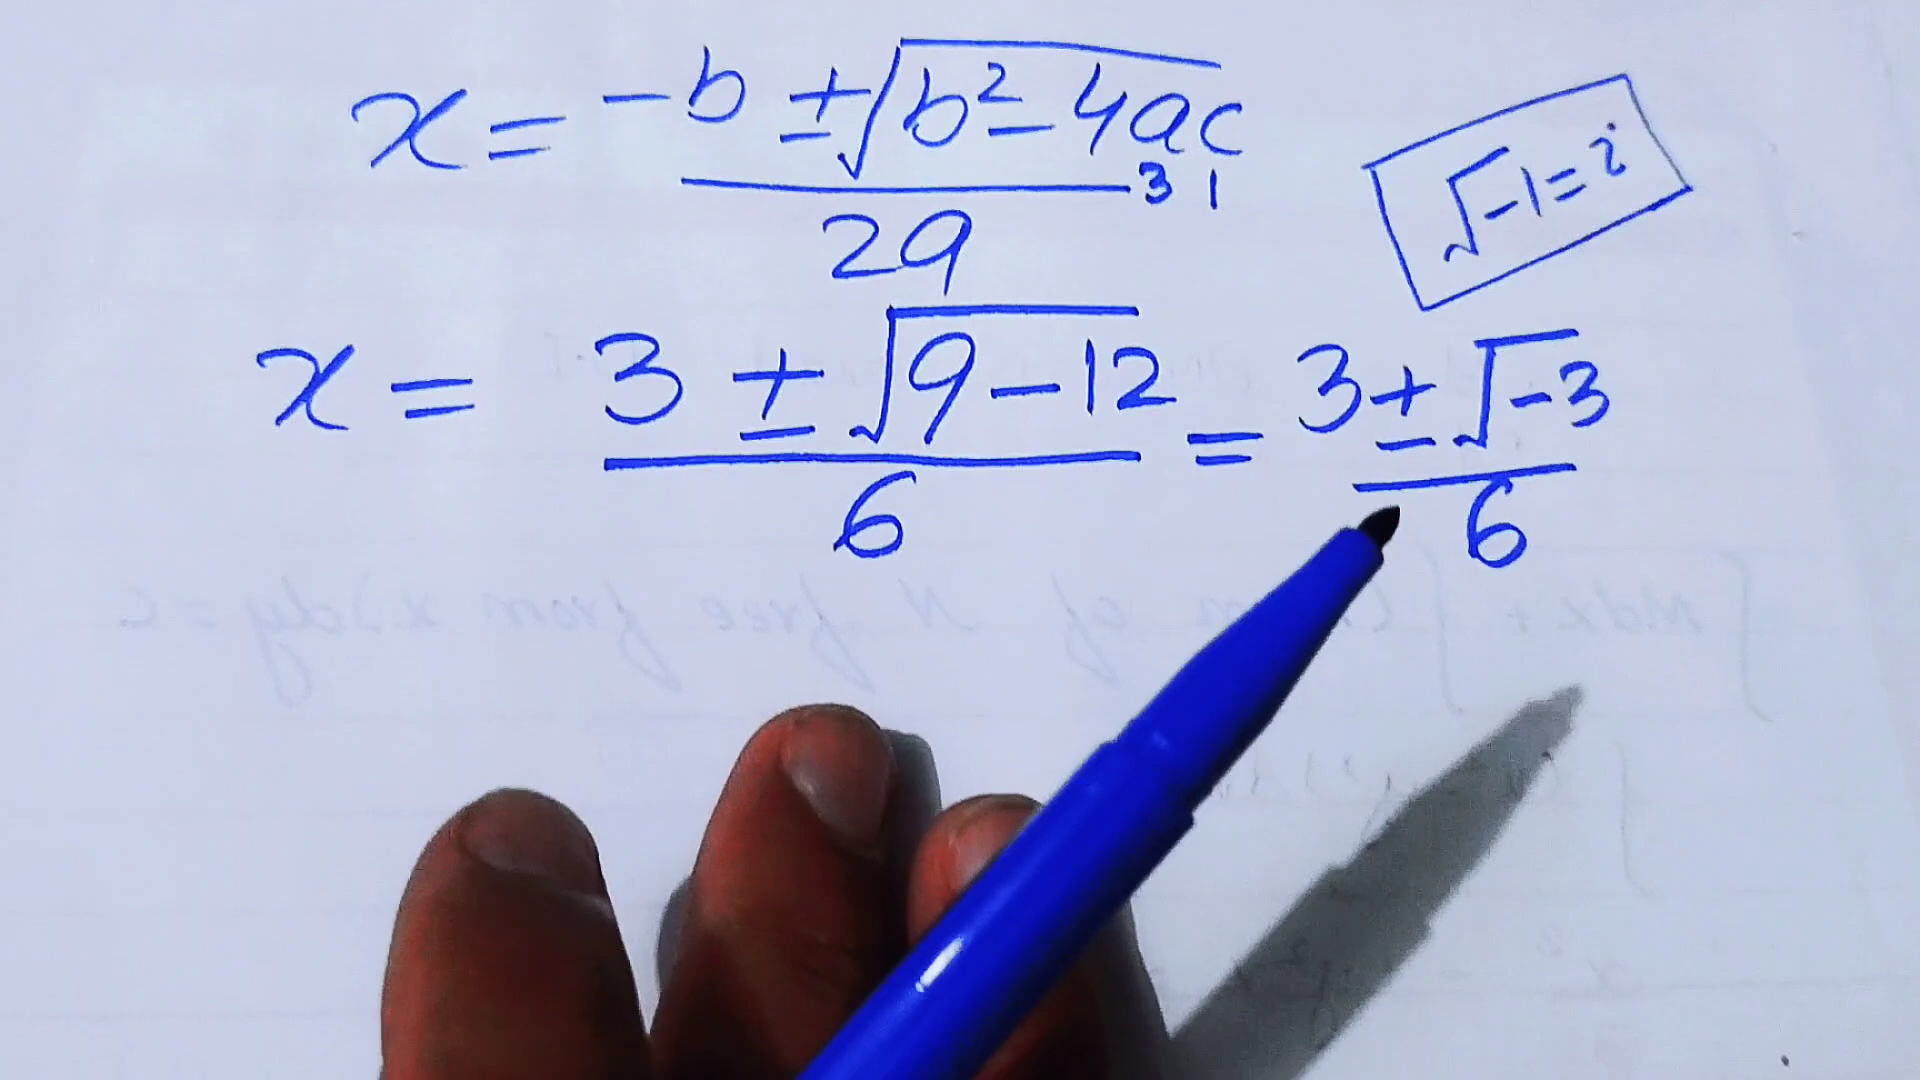 x = -b ± √b² - 4ac
3 1
2a
√-1 = i
x = 3 ± √9 - 12 = 3 ± √-3
6 6